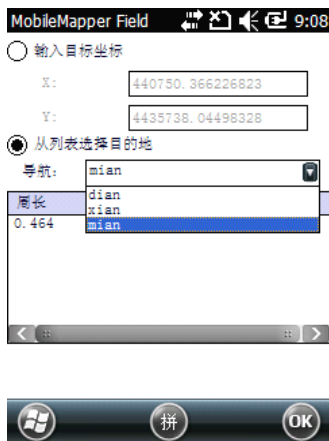 MobileMapper Field 9:08
输入目标坐标
X: 440750.366226823
Y: 4435738.04498328
从列表选择目的地
导航: mian
dian
xian
mian
周长
0.464
拼 OK